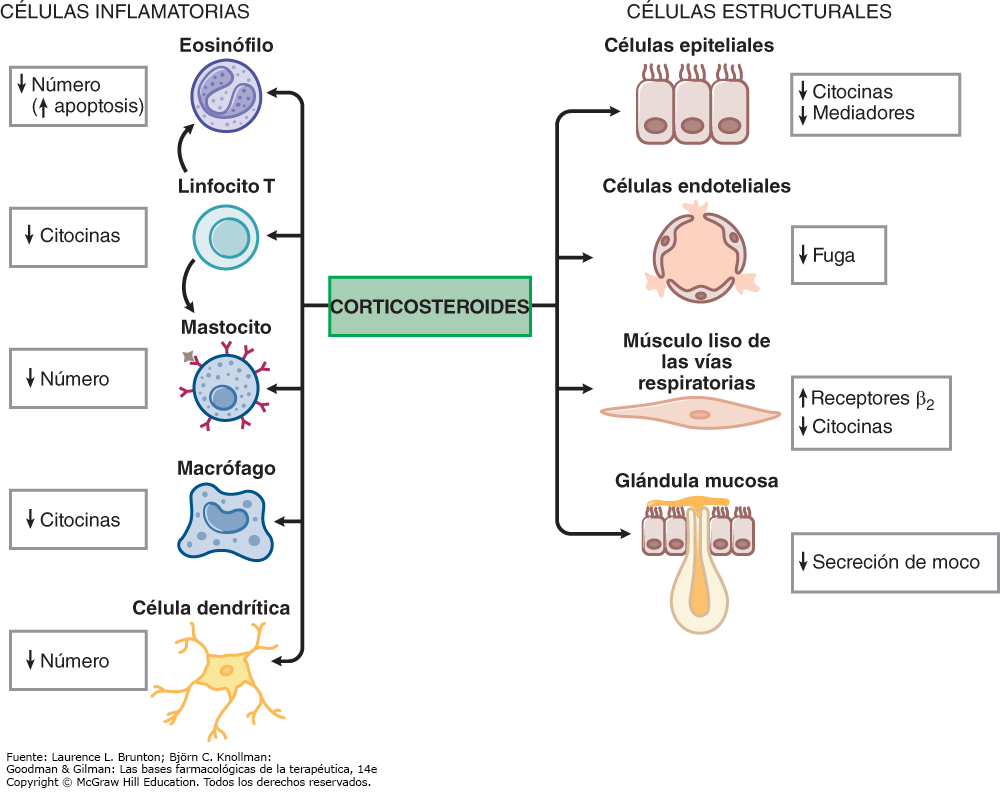 CÉLULAS INFLAMATORIAS
Eosinófilo
↓ Número
(↑ apoptosis)
Linfocito T
↓ Citocinas
Mastocito
↓ Número
Macrófago
↓ Citocinas
Célula dendrítica
↓ Número
CORTICOSTEROIDES
CÉLULAS ESTRUCTURALES
Células epiteliales
↓ Citocinas
↓ Mediadores
Células endoteliales
↓ Fuga
Músculo liso de
las vías
respiratorias
↑ Receptores β2
↓ Citocinas
Glándula mucosa
↓ Secreción de moco
Fuente: Laurence L. Brunton; Björn C. Knollman:
Goodman & Gilman: Las bases farmacológicas de la terapéutica, 14e
Copyright © McGraw Hill Education. Todos los derechos reservados.